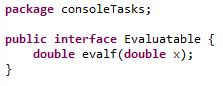 package consoleTasks;
public interface Evaluatable {
    double evalf(double x);
}